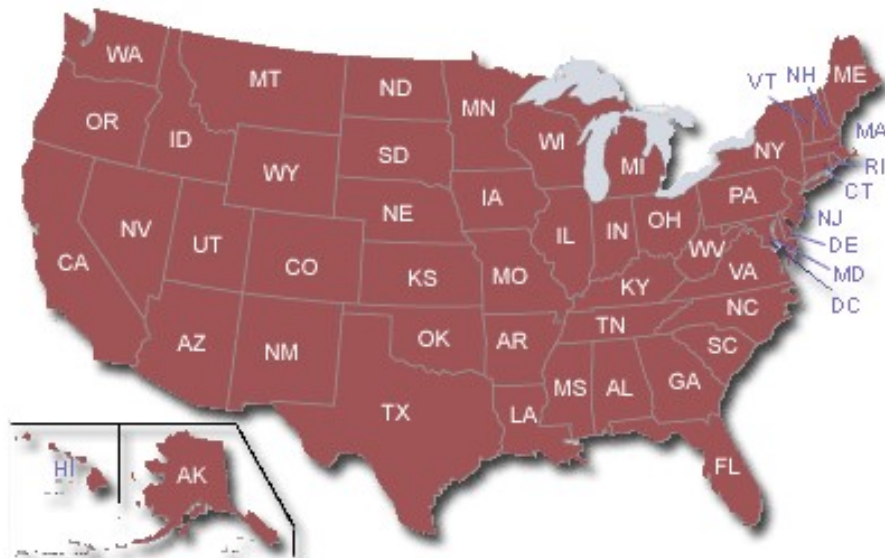 WA
MT
ND
MN
ME
VT
NH
OR
ID
WY
SD
WI
MI
NY
MA
RI
CT
NV
UT
CO
NE
IA
IL
IN
OH
PA
NJ
DE
MD
DC
CA
KS
MO
KY
WV
VA
AZ
NM
OK
AR
TN
NC
SC
TX
LA
MS
AL
GA
FL
HI
AK